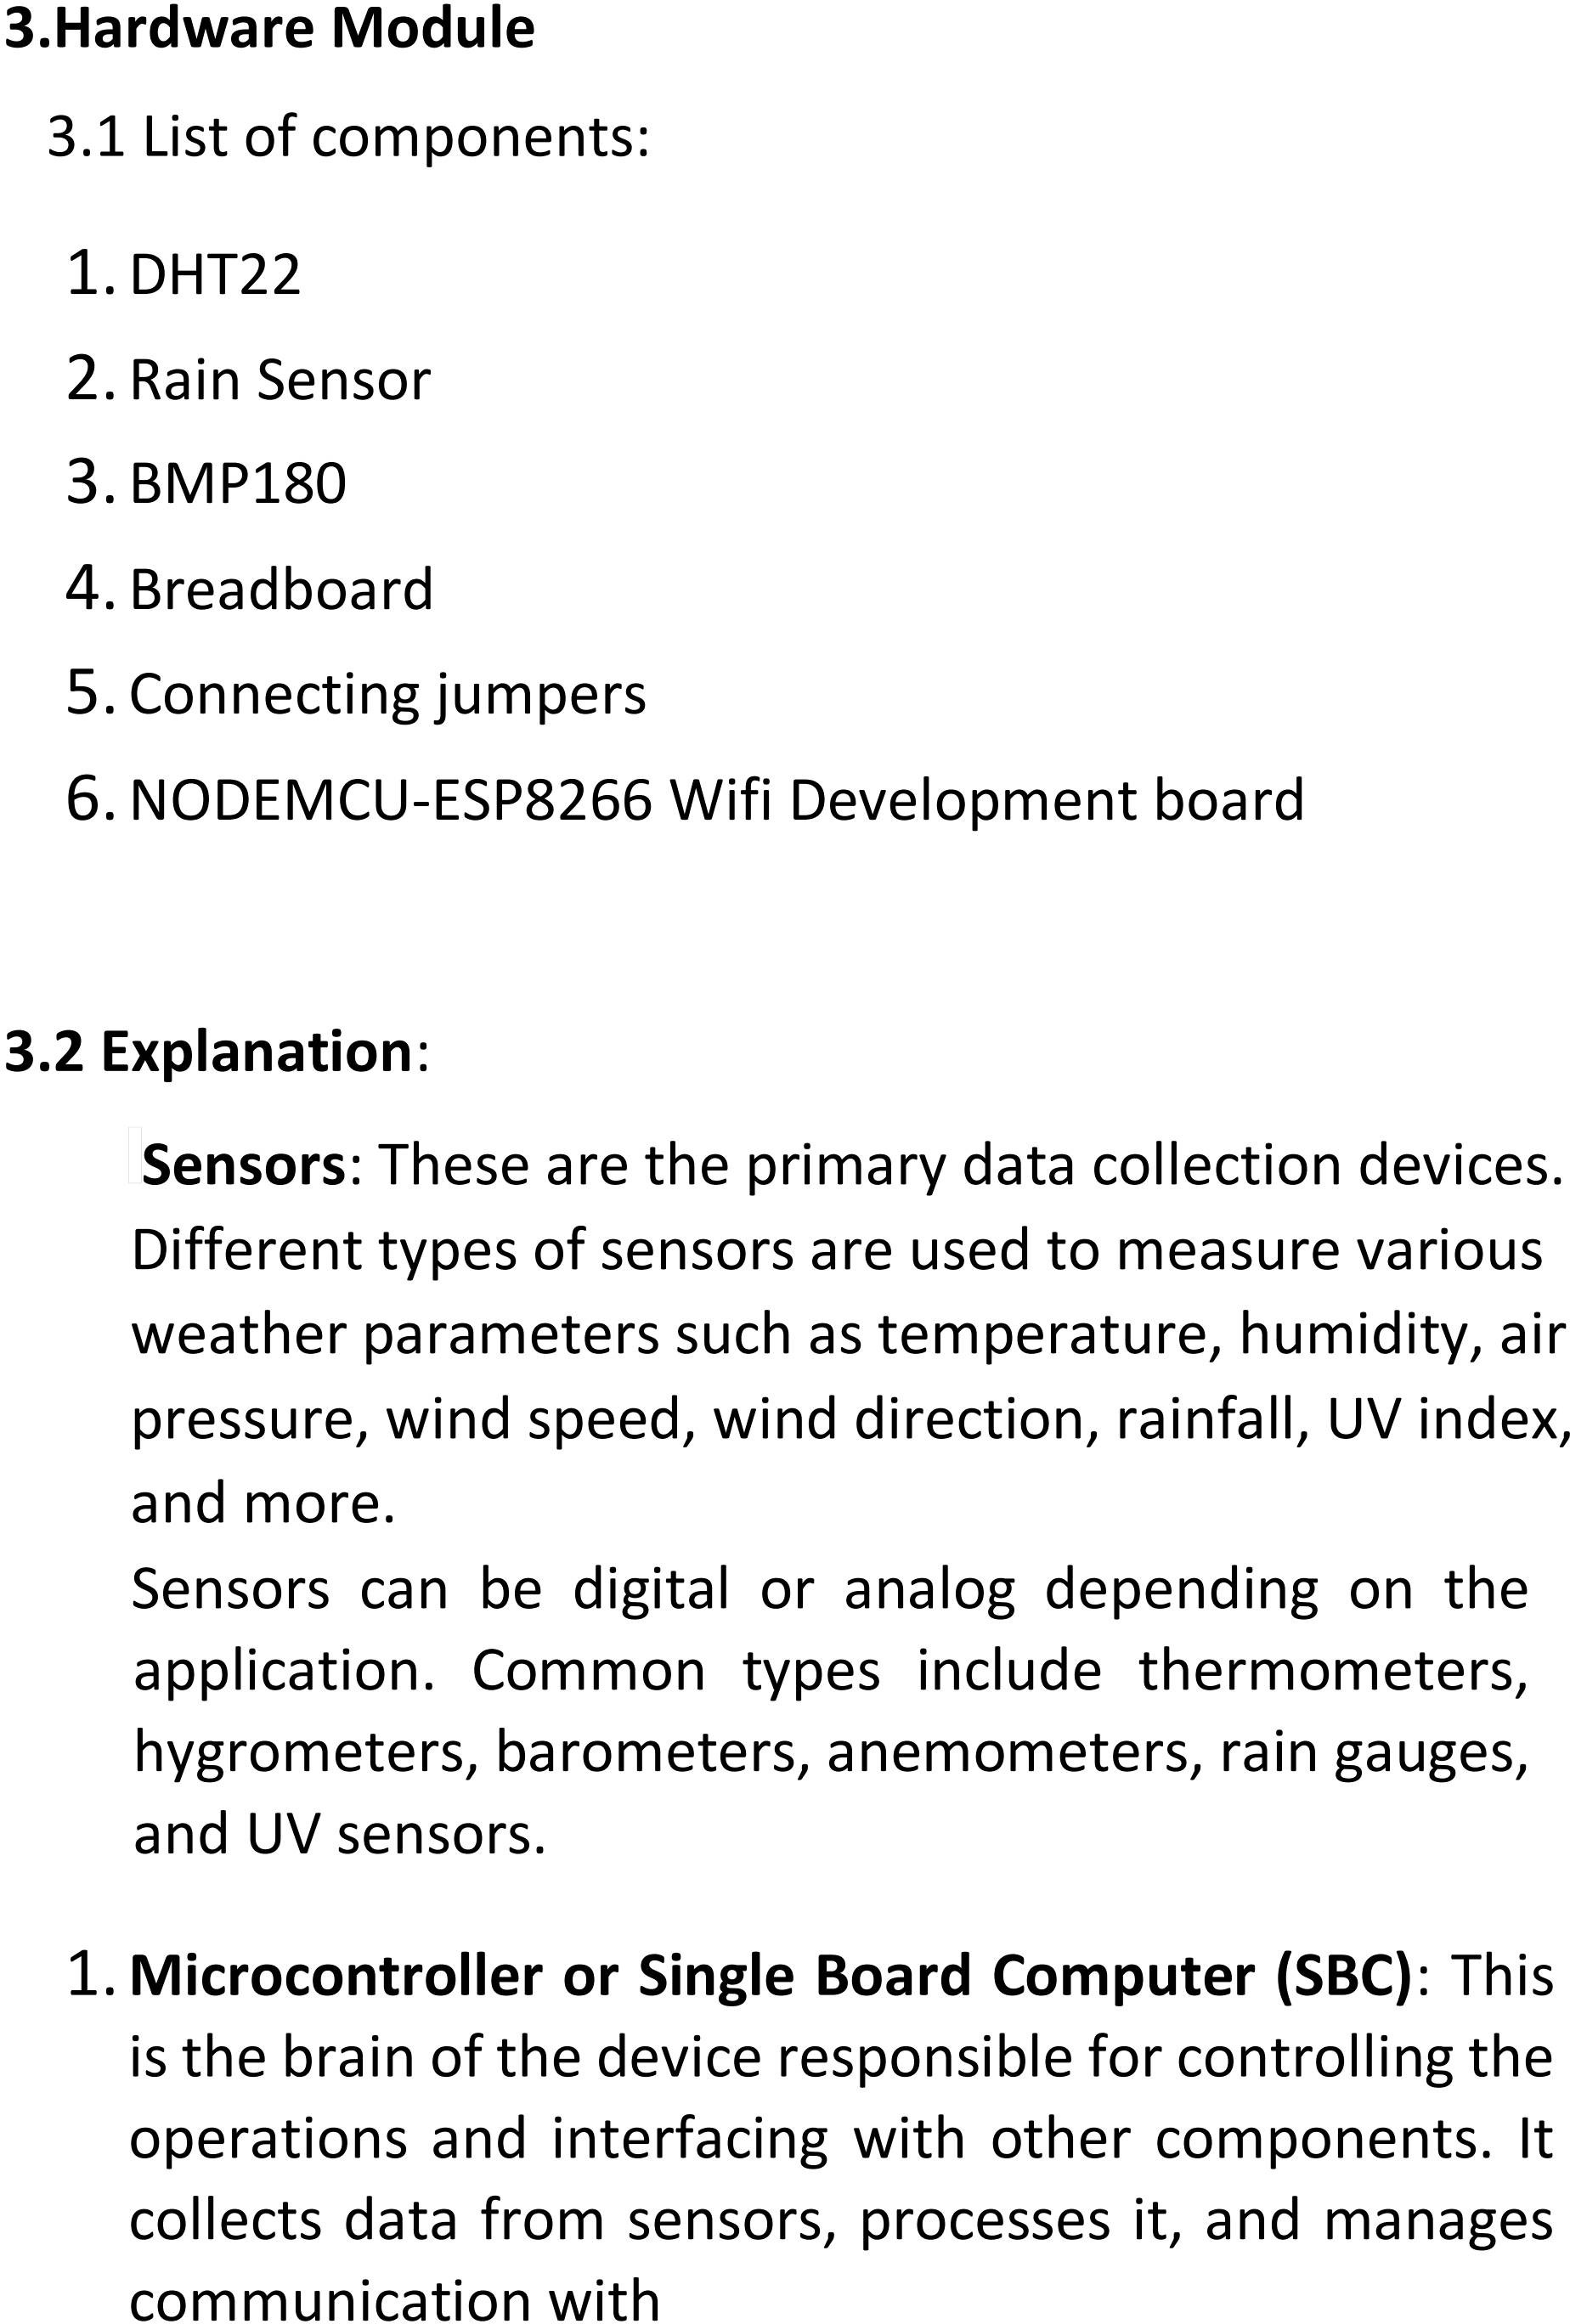 3.Hardware Module
3.1 List of components:
1. DHT22
2. Rain Sensor
3. BMP180
4. Breadboard
5. Connecting jumpers
6. NODEMCU-ESP8266 Wifi Development board
3.2 Explanation:
Sensors: These are the primary data collection devices.
Different types of sensors are used to measure various
weather parameters such as temperature, humidity, air
pressure, wind speed, wind direction, rainfall, UV index,
and more.
Sensors can be digital or analog depending on the
application. Common types include thermometers,
hygrometers, barometers, anemometers, rain gauges,
and UV sensors.
1. Microcontroller or Single Board Computer (SBC): This
is the brain of the device responsible for controlling the
operations and interfacing with other components. It
collects data from sensors, processes it, and manages
communication with